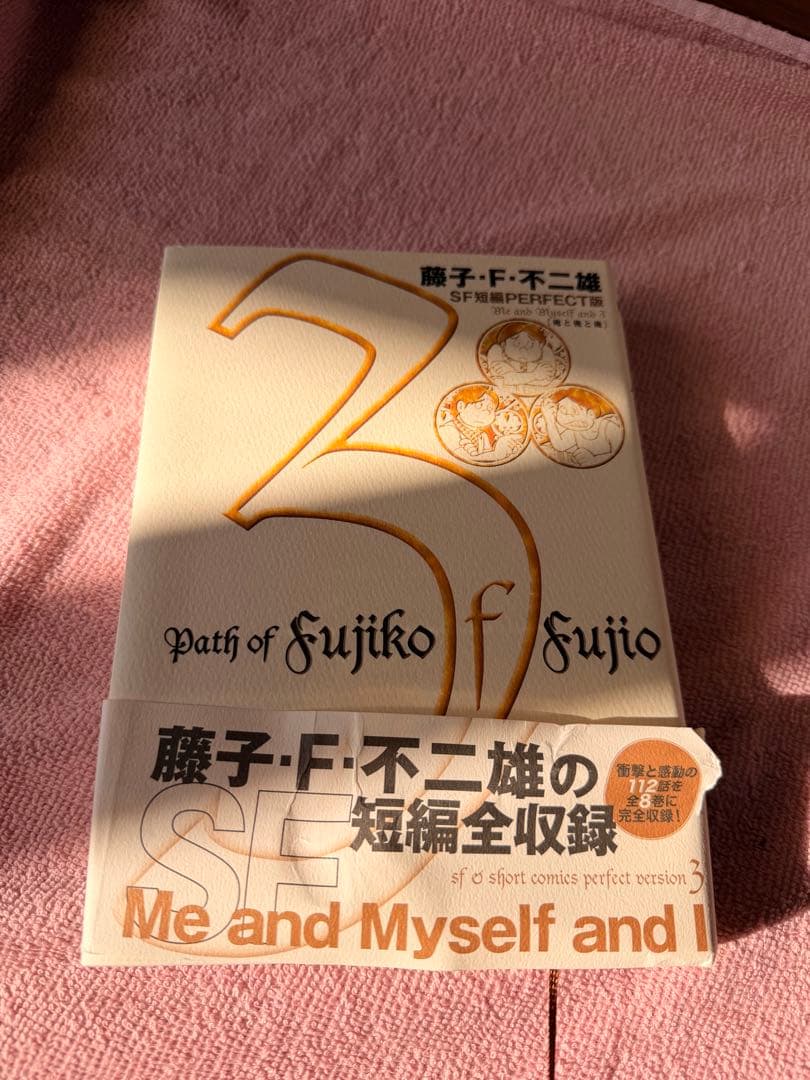 藤子・F・不二雄
SF短編PERFECT版
Me and Myself and I
[俺と俺と俺]
3
Path of Fujiko f Fujio
藤子・F・不二雄の
SF短編全収録
衝撃と感動の
112話を
全8巻に
完全収録!
sf & short comics perfect version 3
Me and Myself and I